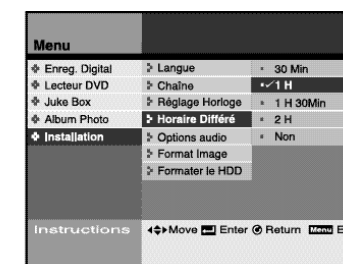 Menu
Enreg. Digital
Lecteur DVD
Juke Box
Album Photo
Installation
Langue
Chaîne
Réglage Horloge
Horaire Différé
Options audio
Format Image
Formater le HDD
30 Min
✓1 H
1 H 30Min
2 H
Non
Instructions
Move Enter Return Menu E